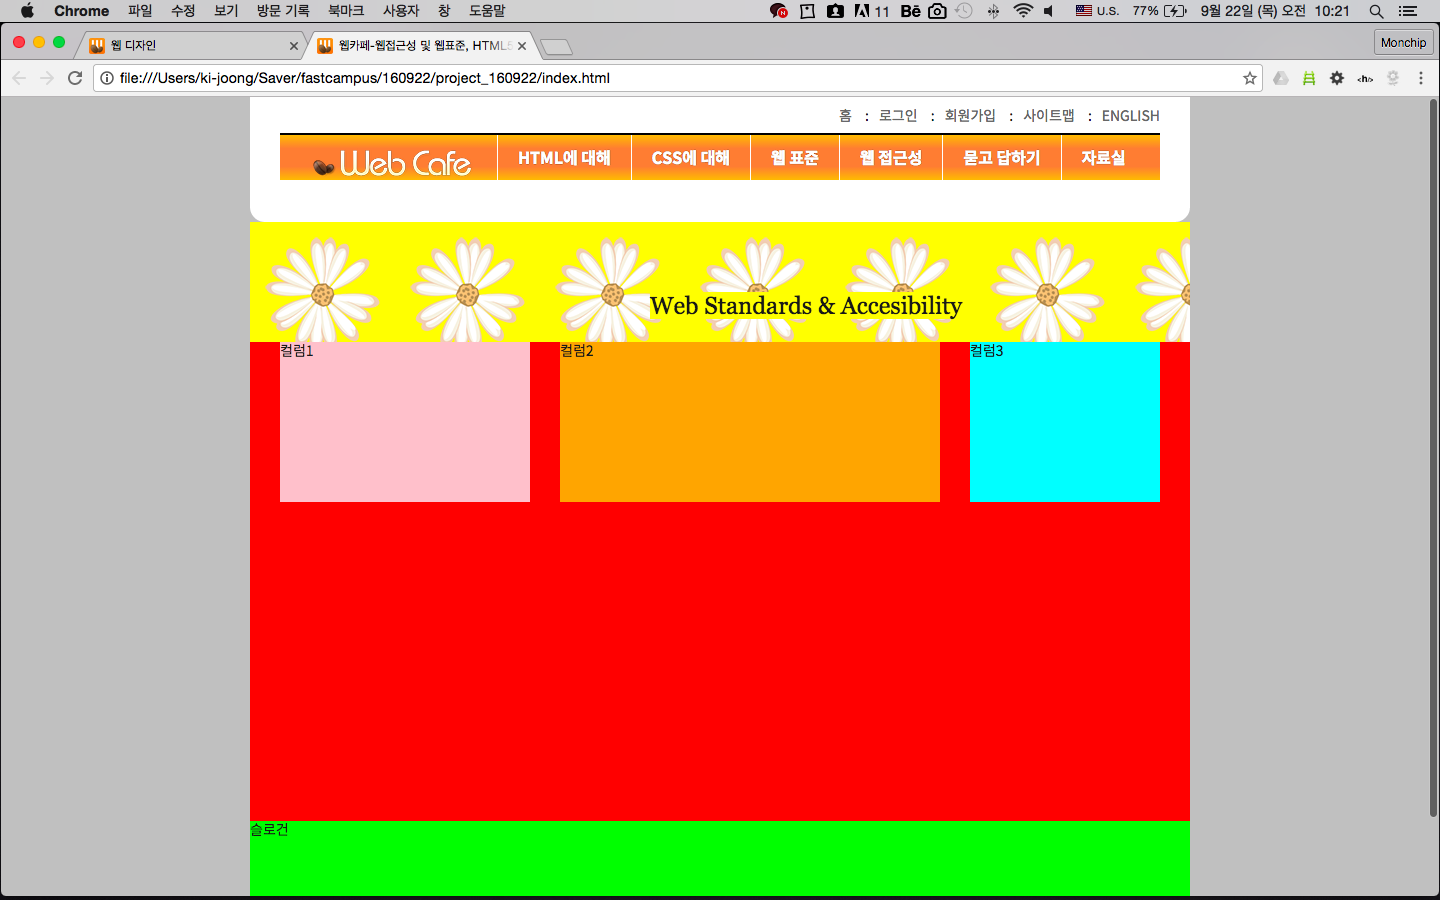 Chrome 파일 수정 보기 방문 기록 북마크 사용자 창 도움말 11 Bē U.S. 77% 9월 22일 (목) 오전 10:21
웹 디자인 웹카페-웹접근성 및 웹표준, HTML5 Monchip
file:///Users/ki-joong/Saver/fastcampus/160922/project_160922/index.html
홈 : 로그인 : 회원가입 : 사이트맵 : ENGLISH
Web Cafe HTML에 대해 CSS에 대해 웹 표준 웹 접근성 묻고 답하기 자료실
Web Standards & Accesibility
컬럼1 컬럼2 컬럼3
슬로건